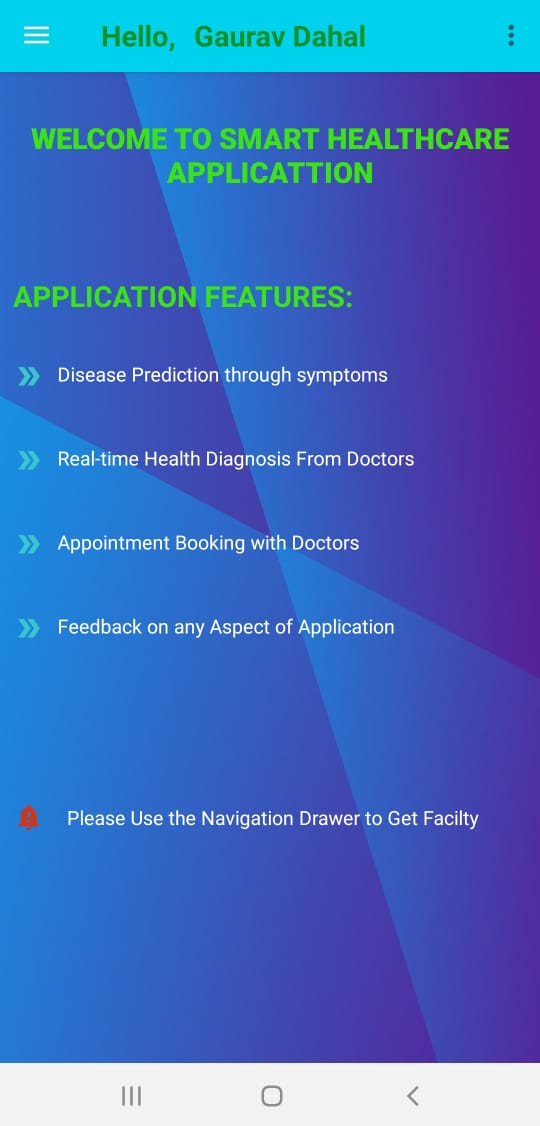 Hello, Gaurav Dahal
WELCOME TO SMART HEALTHCARE
APPLICATTION
APPLICATION FEATURES:
Disease Prediction through symptoms
Real-time Health Diagnosis From Doctors
Appointment Booking with Doctors
Feedback on any Aspect of Application
Please Use the Navigation Drawer to Get Facilty